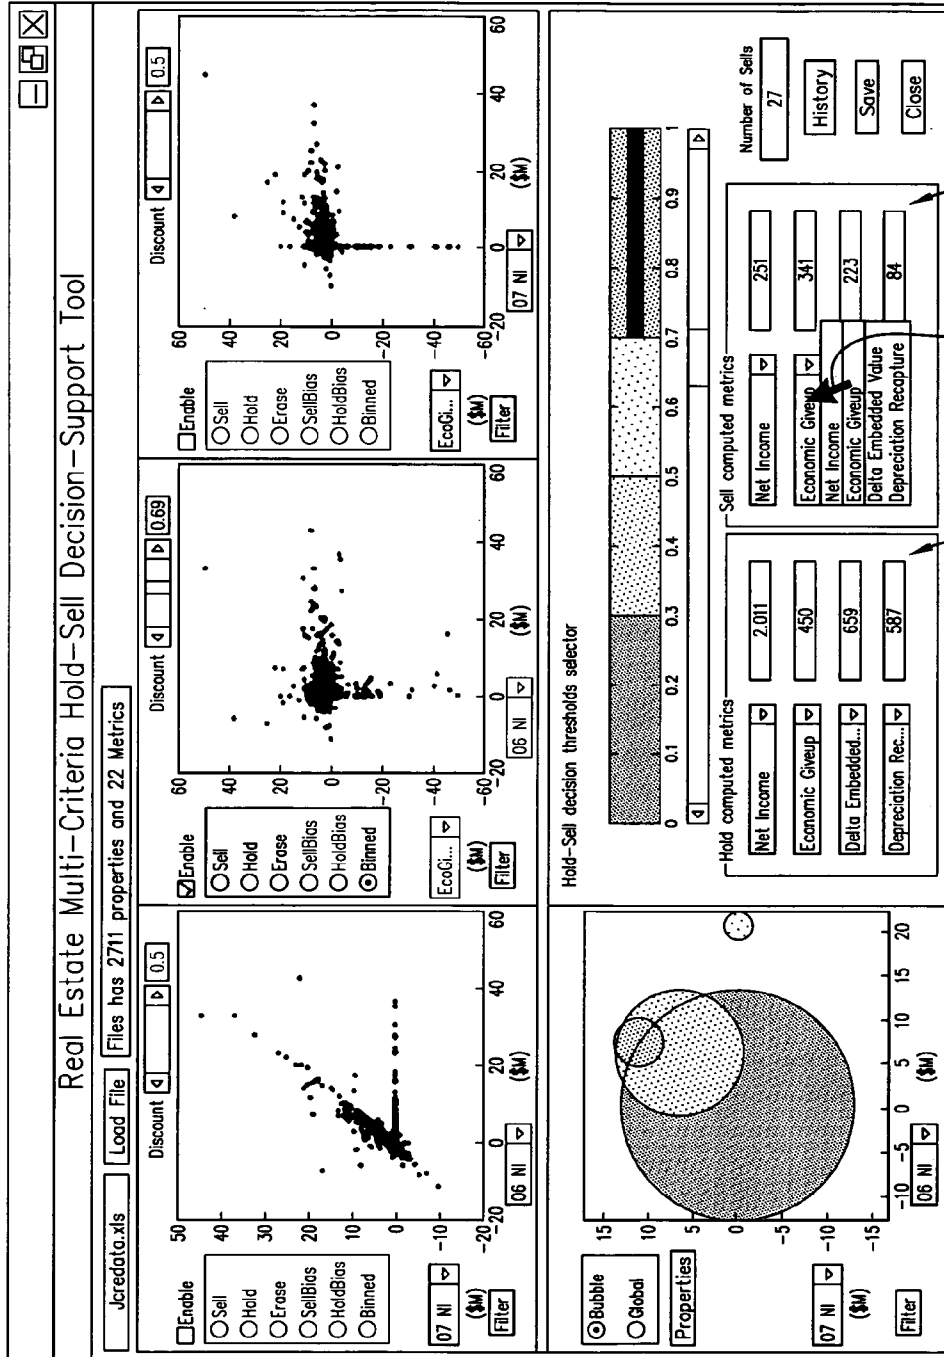 Real Estate Multi-Criteria Hold-Sell Decision-Support Tool
Jcredata.xls Load File Files has 2711 properties and 22 Metrics
Discount 0.5
Enable
Sell
Hold
Erase
SellBias
HoldBias
Binned
07 NI
($M)
Filter
50
40
30
20
10
0
-10
-20
-20 0 20 40 60
06 NI ($M)
Discount 0.69
Enable
Sell
Hold
Erase
SellBias
HoldBias
Binned
EcoGi...
($M)
Filter
60
40
20
0
-20
-40
-60
-20 0 20 40 60
06 NI ($M)
Discount 0.5
Enable
Sell
Hold
Erase
SellBias
HoldBias
Binned
EcoGi...
($M)
Filter
60
40
20
0
-20
-40
-60
-20 0 20 40 60
07 NI ($M)
Bubble
Global
Properties
07 NI
($M)
Filter
15
10
5
0
-5
-10
-15
-10 -5 0 5 10 15 20
06 NI ($M)
Hold-Sell decision thresholds selector
0 0.1 0.2 0.3 0.4 0.5 0.6 0.7 0.8 0.9 1
Hold computed metrics
Net Income 2.011
Economic Giveup 450
Delta Embedded... 659
Depreciation Rec... 587
Sell computed metrics
Net Income 251
Economic Giveup 341
Net Income
Economic Giveup 223
Delta Embedded Value
Depreciation Recapture 84
Number of Sells
27
History
Save
Close